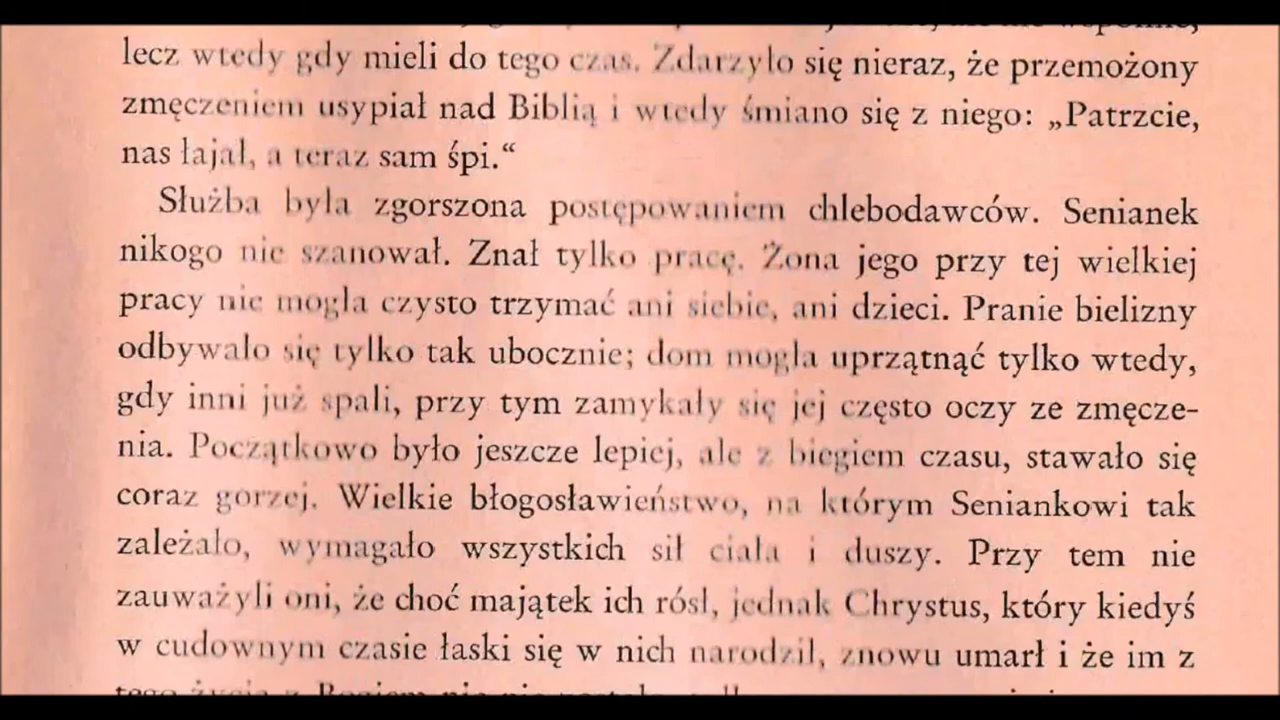 lecz wtedy gdy mieli do tego czas. Zdarzyło się nieraz, że przemożony
zmęczeniem usypiał nad Biblią i wtedy śmiano się z niego: „Patrzcie,
nas łajał, a teraz sam śpi.“
Służba była zgorszona postępowaniem chlebodawców. Senianek
nikogo nie szanował. Znał tylko pracę. Żona jego przy tej wielkiej
pracy nie mogła czysto trzymać ani siebie, ani dzieci. Pranie bielizny
odbywało się tylko tak ubocznie; dom mogła uprzątnąć tylko wtedy,
gdy inni już spali, przy tym zamykały się jej często oczy ze zmęcze-
nia. Początkowo było jeszcze lepiej, ale z biegiem czasu, stawało się
coraz gorzej. Wielkie błogosławieństwo, na którym Seniankowi tak
zależało, wymagało wszystkich sił ciała i duszy. Przy tem nie
zauważyli oni, że choć majątek ich rósł, jednak Chrystus, który kiedyś
w cudownym czasie łaski się w nich narodził, znowu umarł i że im z